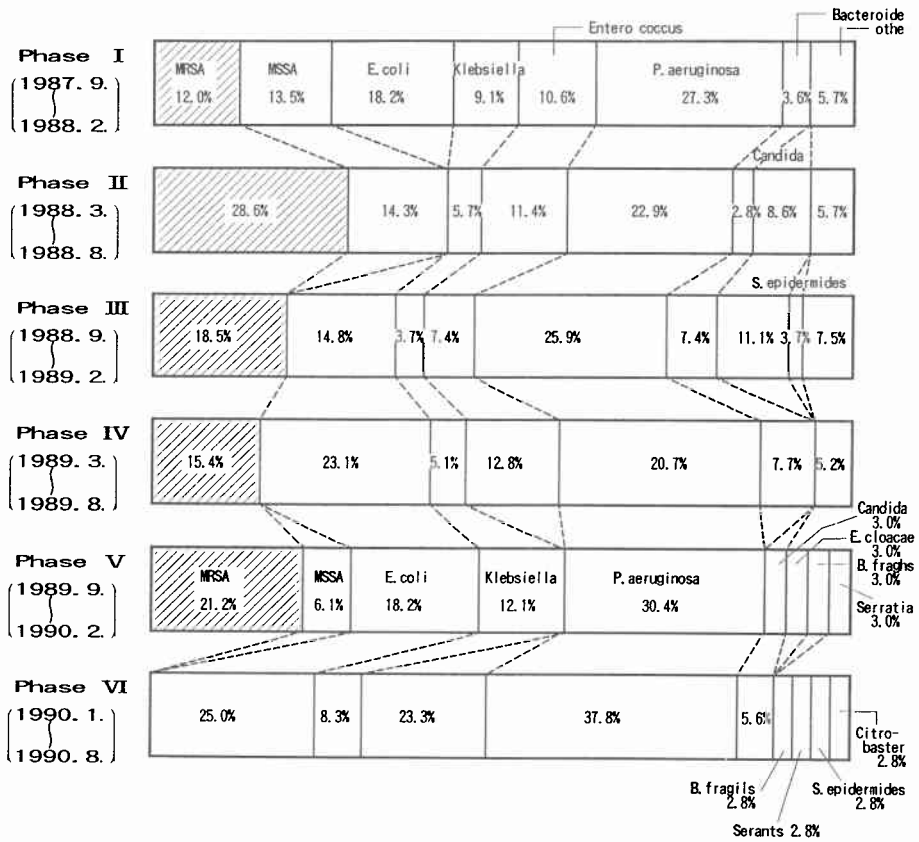 Bacteroide
Entero coccus
othe
Phase I
1987. 9.
1988. 2.
MRSA
12.0%
MSSA
13.5%
E.coli
18.2%
Klebsiella
9.1%
10.6%
P.aeruginosa
27.3%
3.6%
5.7%
Candida
Phase II
1988. 3.
1988. 8.
28.6%
14.3%
5.7%
11.4%
22.9%
2.8%
8.6%
5.7%
S.epidermides
Phase III
1988. 9.
1989. 2.
18.5%
14.8%
3.7%
7.4%
25.9%
7.4%
11.1%
3.7%
7.5%
Phase IV
1989. 3.
1989. 8.
15.4%
23.1%
5.1%
12.8%
20.7%
7.7%
5.2%
Candida
3.0%
E.cloacae
3.0%
B.fraghs
3.0%
Serratia
3.0%
Phase V
1989. 9.
1990. 2.
MRSA
21.2%
MSSA
6.1%
E.coli
18.2%
Klebsiella
12.1%
P.aeruginosa
30.4%
Phase VI
1990. 1.
1990. 8.
25.0%
8.3%
23.3%
37.8%
5.6%
Citro-
baster
2.8%
B.fragils
2.8%
S.epidermides
2.8%
Serants 2.8%